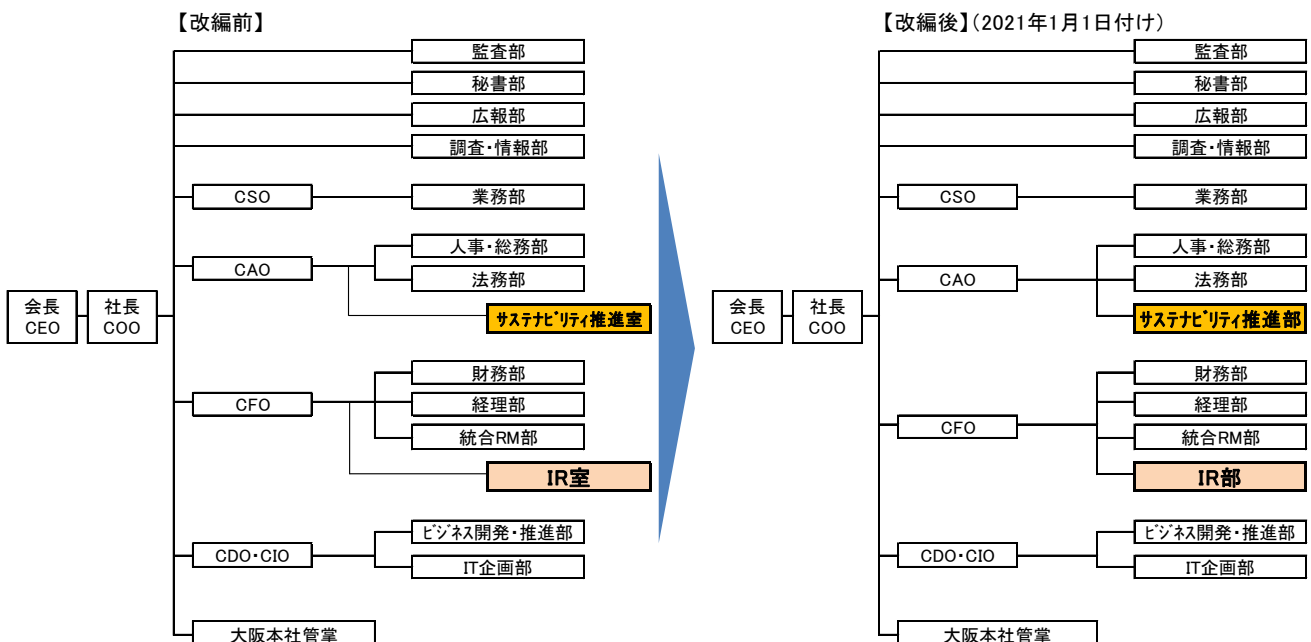 【改編前】
監査部
秘書部
広報部
調査・情報部
CSO
業務部
CAO
人事・総務部
法務部
サステナビリティ推進室
会長
CEO
社長
COO
CFO
財務部
経理部
統合RM部
IR室
CDO・CIO
ビジネス開発・推進部
IT企画部
大阪本社管掌
【改編後】(2021年1月1日付け)
監査部
秘書部
広報部
調査・情報部
CSO
業務部
CAO
人事・総務部
法務部
サステナビリティ推進部
会長
CEO
社長
COO
CFO
財務部
経理部
統合RM部
IR部
CDO・CIO
ビジネス開発・推進部
IT企画部
大阪本社管掌